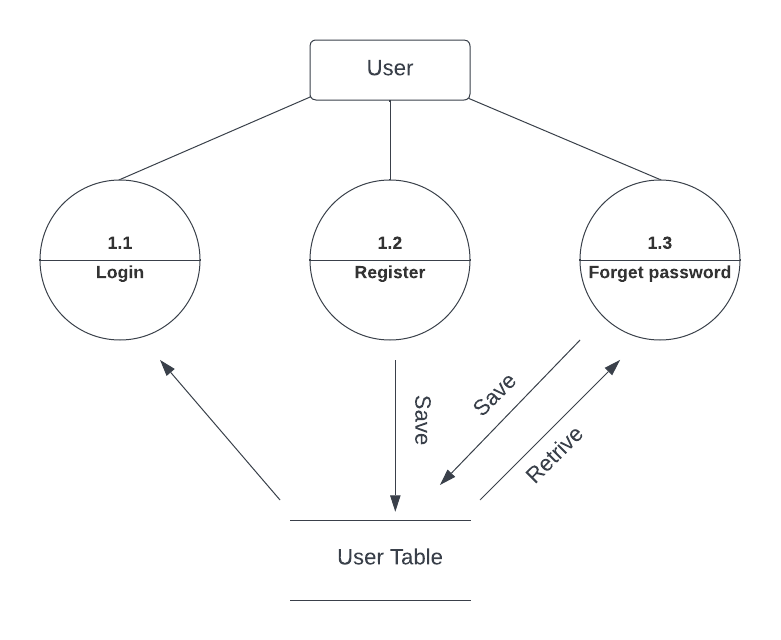 User
1.1
Login
1.2
Register
1.3
Forget password
Save
Save
Retrive
User Table